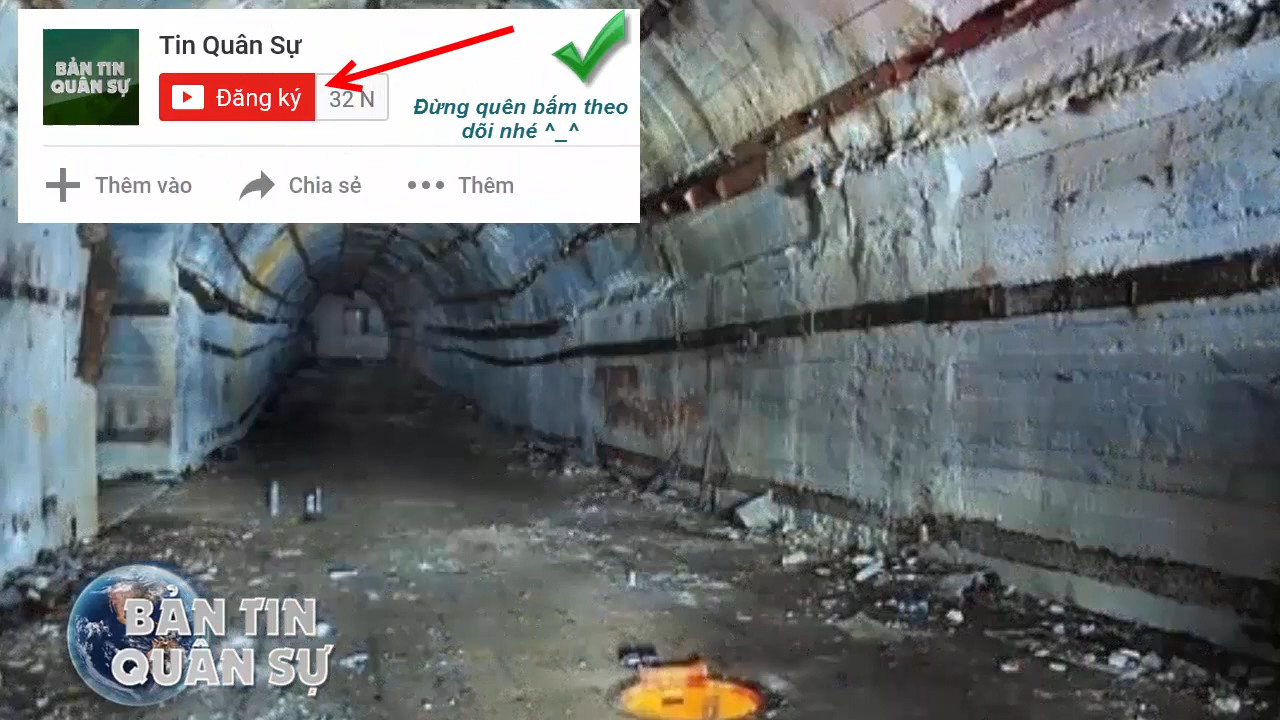 BẢN TIN
QUÂN SỰ
Tin Quân Sự
Đăng ký
32 N
Đừng quên bấm theo
dõi nhé ^_^
Thêm vào
Chia sẻ
Thêm
BẢN TIN
QUÂN SỰ